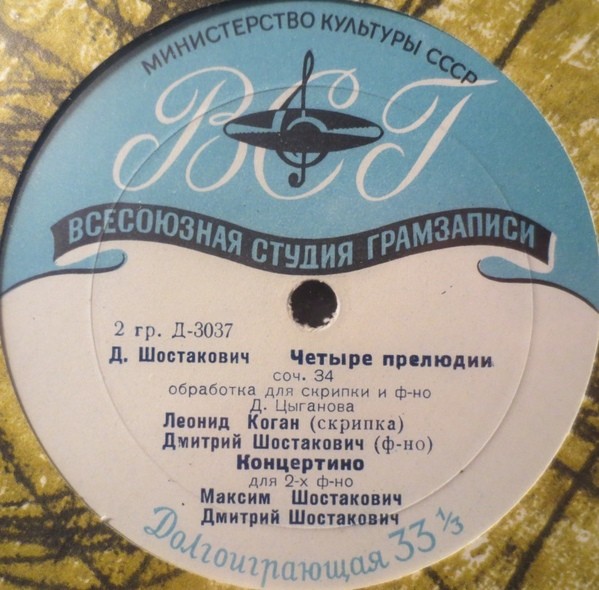 МИНИСТЕРСТВО КУЛЬТУРЫ СССР
ВСГ
ВСЕСОЮЗНАЯ СТУДИЯ ГРАМЗАПИСИ
2 гр. Д-3037
Д. Шостакович Четыре прелюдии
соч. 34
обработка для скрипки и ф-но
Д. Цыганова
Леонид Коган (скрипка)
Дмитрий Шостакович (ф-но)
Концертино
для 2-х ф-но
Максим Шостакович
Дмитрий Шостакович
Долгоиграющая 33 1/3